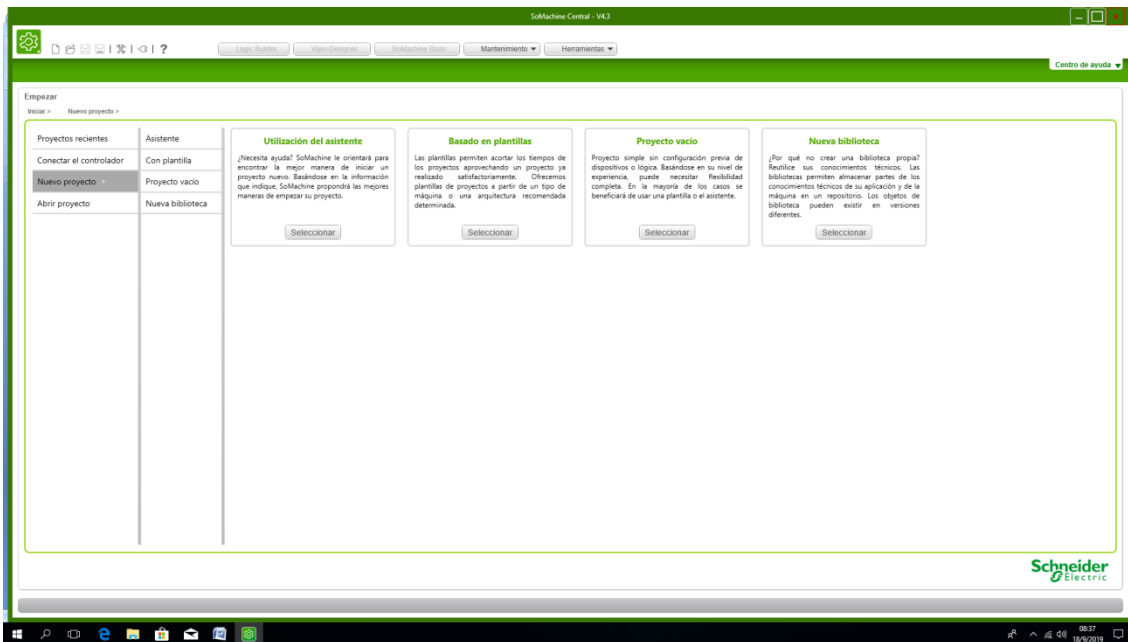 SoMachine Central - V4.3
?
Logic Builder
Vijeo-Designer
SoMachine Basic
Mantenimiento
Herramientas
Centro de ayuda
Empezar
Iniciar > Nuevo proyecto >
Proyectos recientes
Conectar el controlador
Nuevo proyecto >
Abrir proyecto
Asistente
Con plantilla
Proyecto vacío
Nueva biblioteca
Utilización del asistente
¿Necesita ayuda? SoMachine le orientará para
encontrar la mejor manera de iniciar un
proyecto nuevo. Basándose en la información
que indique, SoMachine propondrá las mejores
maneras de empezar su proyecto.
Seleccionar
Basado en plantillas
Las plantillas permiten acortar los tiempos de
los proyectos aprovechando un proyecto ya
realizado satisfactoriamente. Ofrecemos
plantillas de proyectos a partir de un tipo de
máquina o una arquitectura recomendada
determinada.
Seleccionar
Proyecto vacío
Proyecto simple sin configuración previa de
dispositivos o lógica. Basándose en su nivel de
experiencia, puede necesitar flexibilidad
completa. En la mayoría de los casos se
beneficiará de usar una plantilla o el asistente.
Seleccionar
Nueva biblioteca
¿Por qué no crear una biblioteca propia?
Reutilice sus conocimientos técnicos. Las
bibliotecas permiten almacenar partes de los
conocimientos técnicos de su aplicación y de la
máquina en un repositorio. Los objetos de
biblioteca pueden existir en versiones
diferentes.
Seleccionar
Schneider
Electric
08:37
18/9/2019